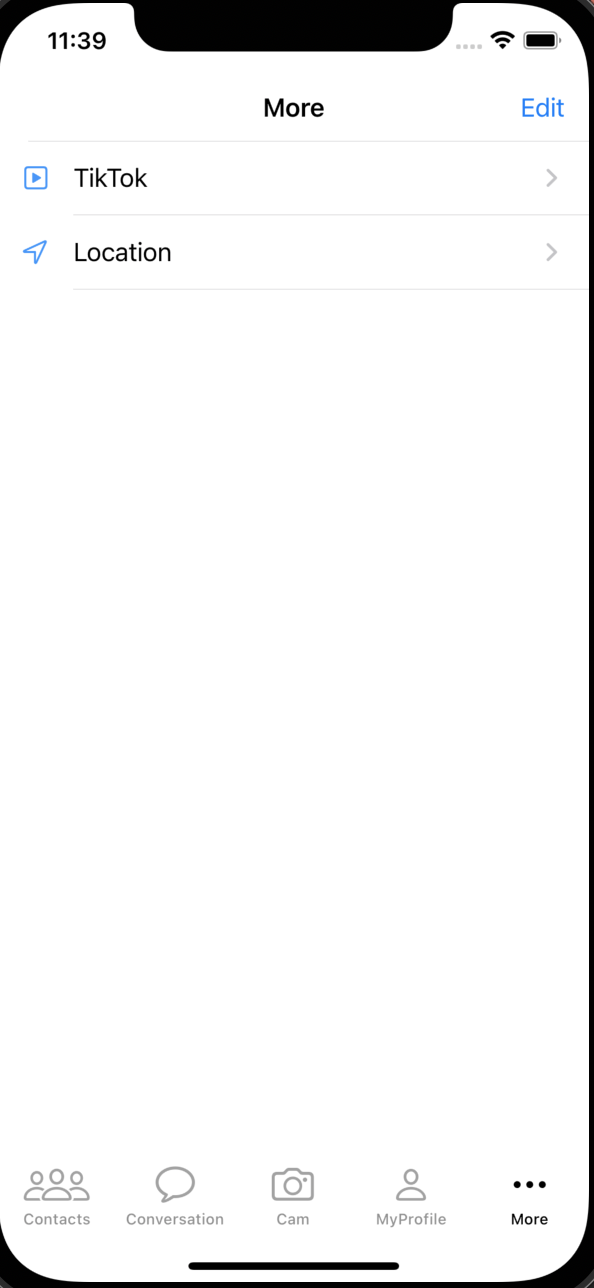 11:39
More
Edit
TikTok
Location
Contacts
Conversation
Cam
MyProfile
More